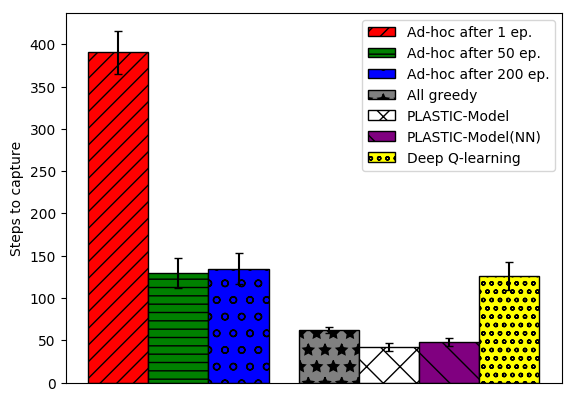 Steps to capture
400
350
300
250
200
150
100
50
0
Ad-hoc after 1 ep.
Ad-hoc after 50 ep.
Ad-hoc after 200 ep.
All greedy
PLASTIC-Model
PLASTIC-Model(NN)
Deep Q-learning